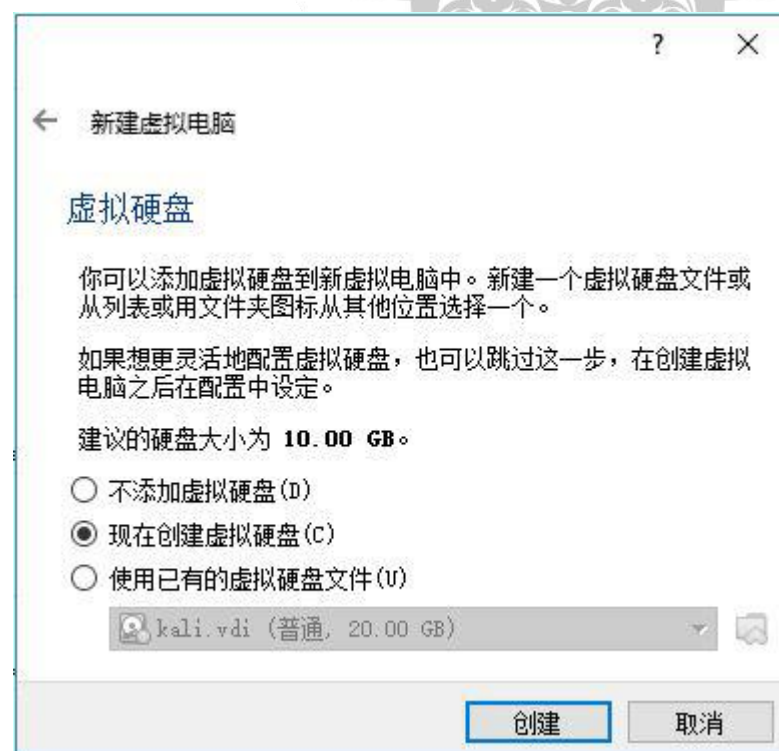 ?
新建虚拟电脑
虚拟硬盘
你可以添加虚拟硬盘到新虚拟电脑中。新建一个虚拟硬盘文件或
从列表或用文件夹图标从其他位置选择一个。
如果想更灵活地配置虚拟硬盘，也可以跳过这一步，在创建虚拟
电脑之后在配置中设定。
建议的硬盘大小为 10.00 GB。
不添加虚拟硬盘(D)
现在创建虚拟硬盘(C)
使用已有的虚拟硬盘文件(U)
kali.vdi (普通, 20.00 GB)
创建 取消